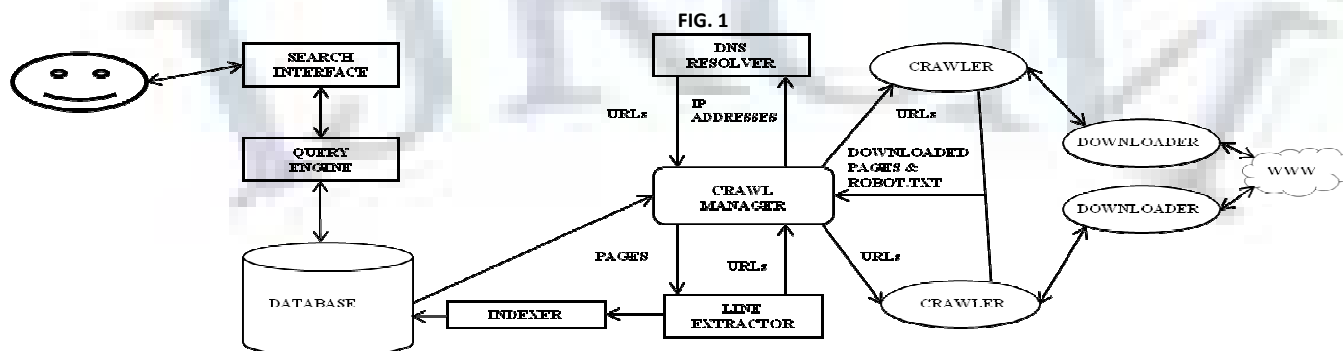 FIG. 1
SEARCH
INTERFACE
QUERY
ENGINE
DATABASE
INDEXER
LINE
EXTRACTOR
PAGES
URLs
CRAWL
MANAGER
URLs
IP
ADDRESSES
DNS
RESOLVER
CRAWLER
URLs
DOWNLOADED
PAGES &
ROBOT.TXT
URLs
CRAWLER
DOWNLOADER
DOWNLOADER
WWW